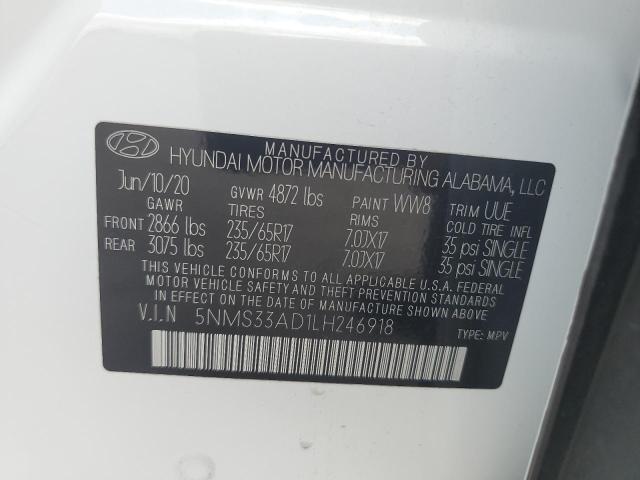 MANUFACTURED BY
HYUNDAI MOTOR MANUFACTURING ALABAMA, LLC
Jun/10/20 GVWR 4872 lbs PAINT WW8 TRIM UUE
GAWR TIRES RIMS COLD TIRE INFL
FRONT 2866 lbs 235/65R17 7.0JX17 35 psi SINGLE
REAR 3075 lbs 235/65R17 7.0JX17 35 psi SINGLE
THIS VEHICLE CONFORMS TO ALL APPLICABLE U.S.A. FEDERAL
MOTOR VEHICLE SAFETY, BUMPER, AND THEFT PREVENTION STANDARDS
IN EFFECT ON THE DATE OF MANUFACTURE SHOWN ABOVE.
V.I.N 5NMS33AD1LH246918 TYPE: MPV